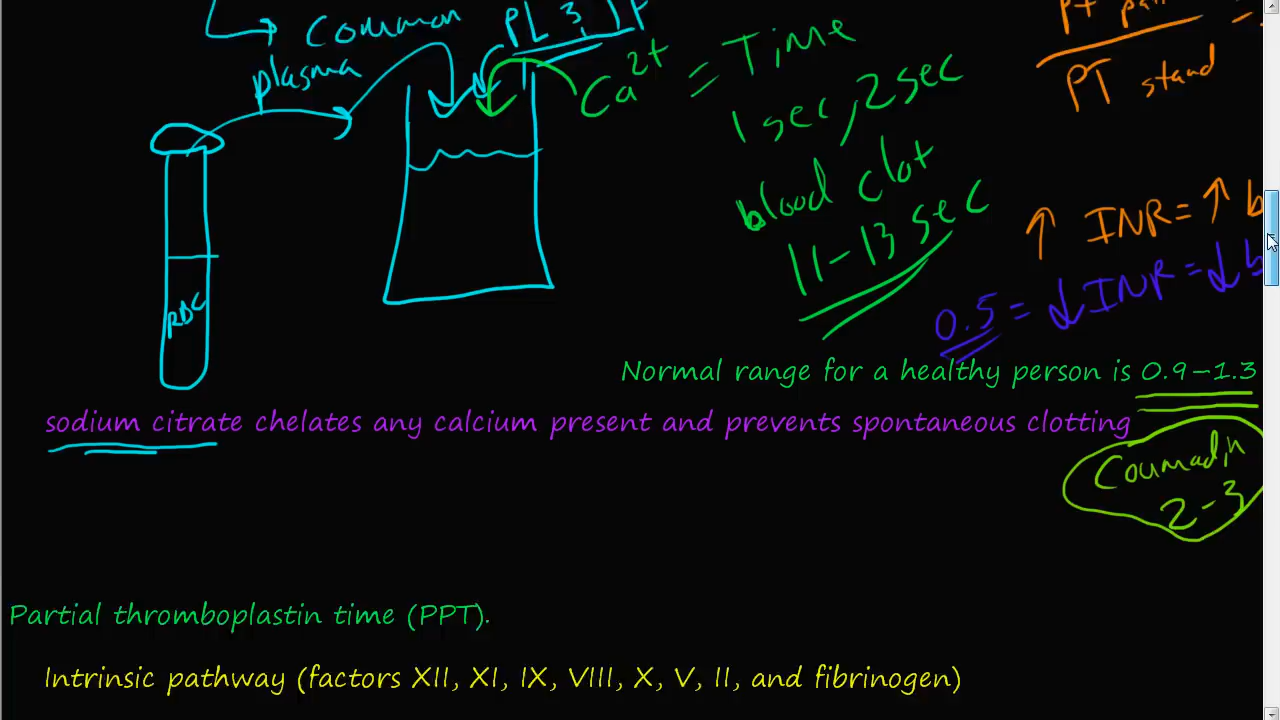 Common
PL 3, TF
plasma
Ca2+ = Time
1 sec, 2 sec
blood clot
11-13 sec
RBC
PT stand
↑ INR = ↑ b
0.5 = ↓ INR = ↓ b
Normal range for a healthy person is 0.9–1.3
sodium citrate chelates any calcium present and prevents spontaneous clotting
Coumadin
2-3
Partial thromboplastin time (PPT).
Intrinsic pathway (factors XII, XI, IX, VIII, X, V, II, and fibrinogen)